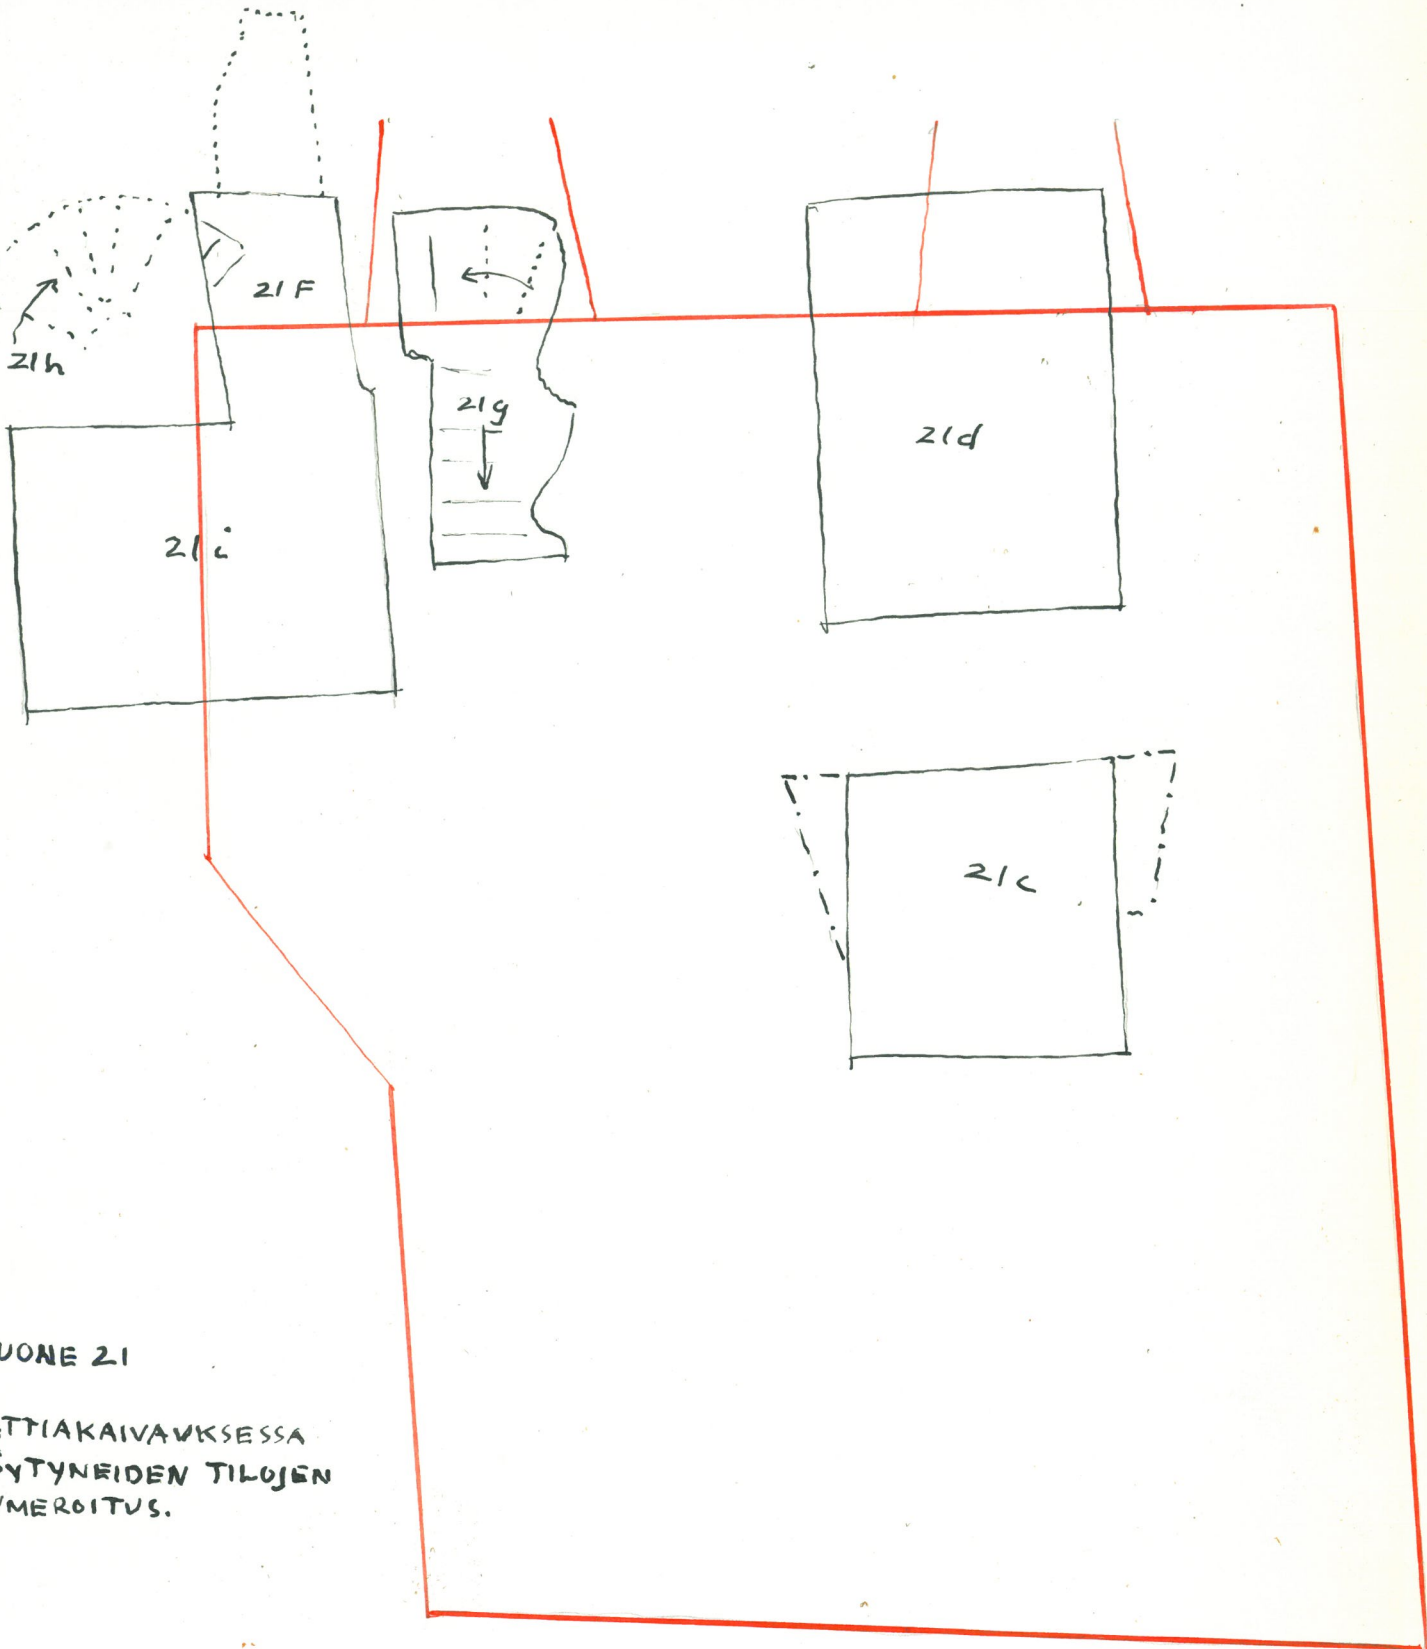 21F
21h
21g
21d
21i
21c
UONE 21
TTIAKAIVAUKSESSA
YTYNEIDEN TILOJEN
MEROITUS.